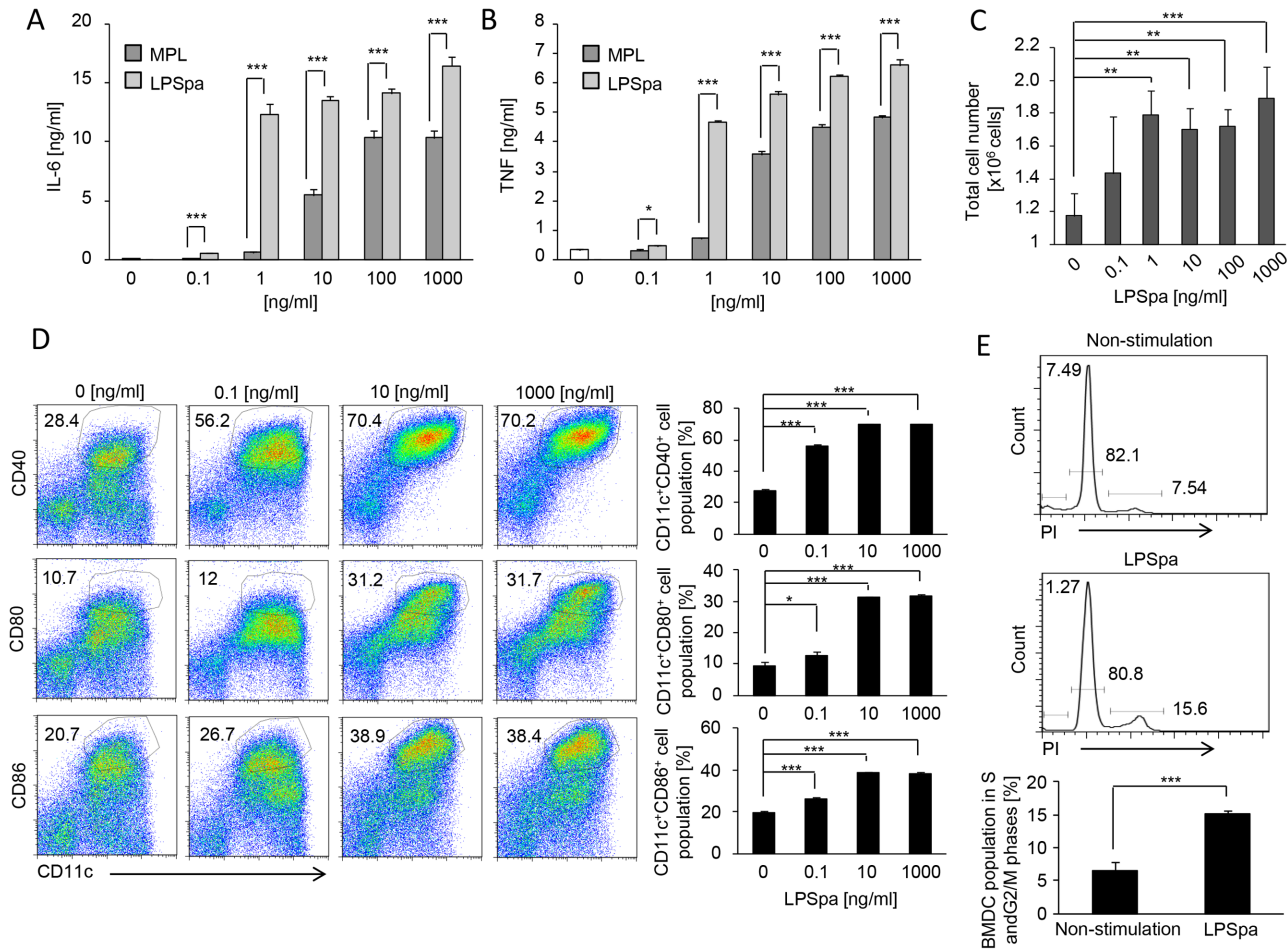 A
20
15
10
5
0
IL-6 [ng/ml]
MPL
LPSpa
***
***
***
***
***
0 0.1 1 10 100 1000
[ng/ml]
B
8
7
6
5
4
3
2
1
0
TNF [ng/ml]
MPL
LPSpa
*
***
***
***
***
0 0.1 1 10 100 1000
[ng/ml]
C
***
**
**
**
2.2
2
1.8
1.6
1.4
1.2
1
Total cell number
[x10⁶ cells]
0 0.1 1 10 100 1000
LPSpa [ng/ml]
D
0 [ng/ml] 0.1 [ng/ml] 10 [ng/ml] 1000 [ng/ml]
CD40
28.4 56.2 70.4 70.2
CD80
10.7 12 31.2 31.7
CD86
20.7 26.7 38.9 38.4
CD11c
CD11c⁺CD40⁺ cell
population [%]
80
60
40
20
0
***
***
***
0 0.1 10 1000
CD11c⁺CD80⁺ cell
population [%]
40
30
20
10
0
***
***
*
0 0.1 10 1000
CD11c⁺CD86⁺ cell
population [%]
60
40
20
0
***
***
***
0 0.1 10 1000
LPSpa [ng/ml]
E
Non-stimulation
7.49
82.1
7.54
Count
PI
LPSpa
1.27
80.8
15.6
Count
PI
BMDC population in S
andG2/M phases [%]
20
15
10
5
0
***
Non-stimulation LPSpa